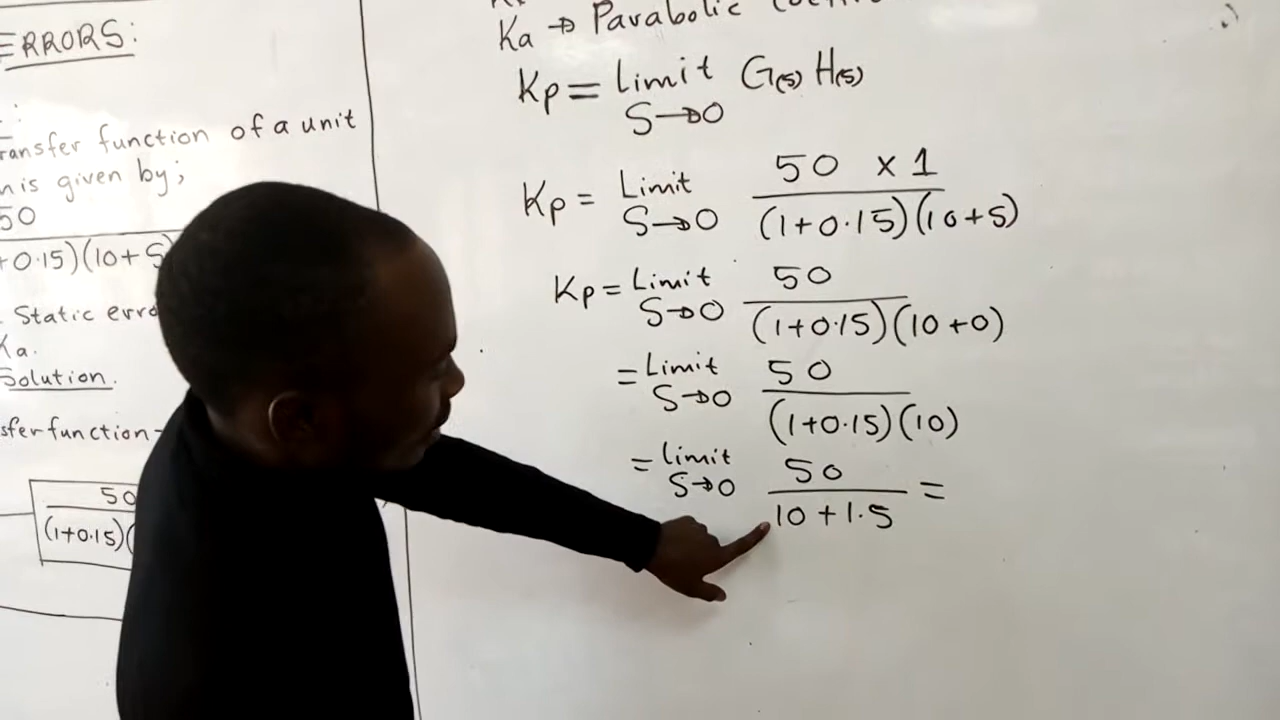 ERRORS:
transfer function of a unit
is given by;
50
+0.15)(10+S
Static erro
Ka.
Solution.
function-
50
(1+0.15)(
Ka → Parabolic
Kp = Limit G(s) H(s)
S→0
Kp = Limit 50 x 1
S→0 (1+0.15)(10+S)
Kp = Limit 50
S→0 (1+0.15)(10+0)
= Limit 50
S→0 (1+0.15)(10)
= Limit 50 =
S→0 10+1.5